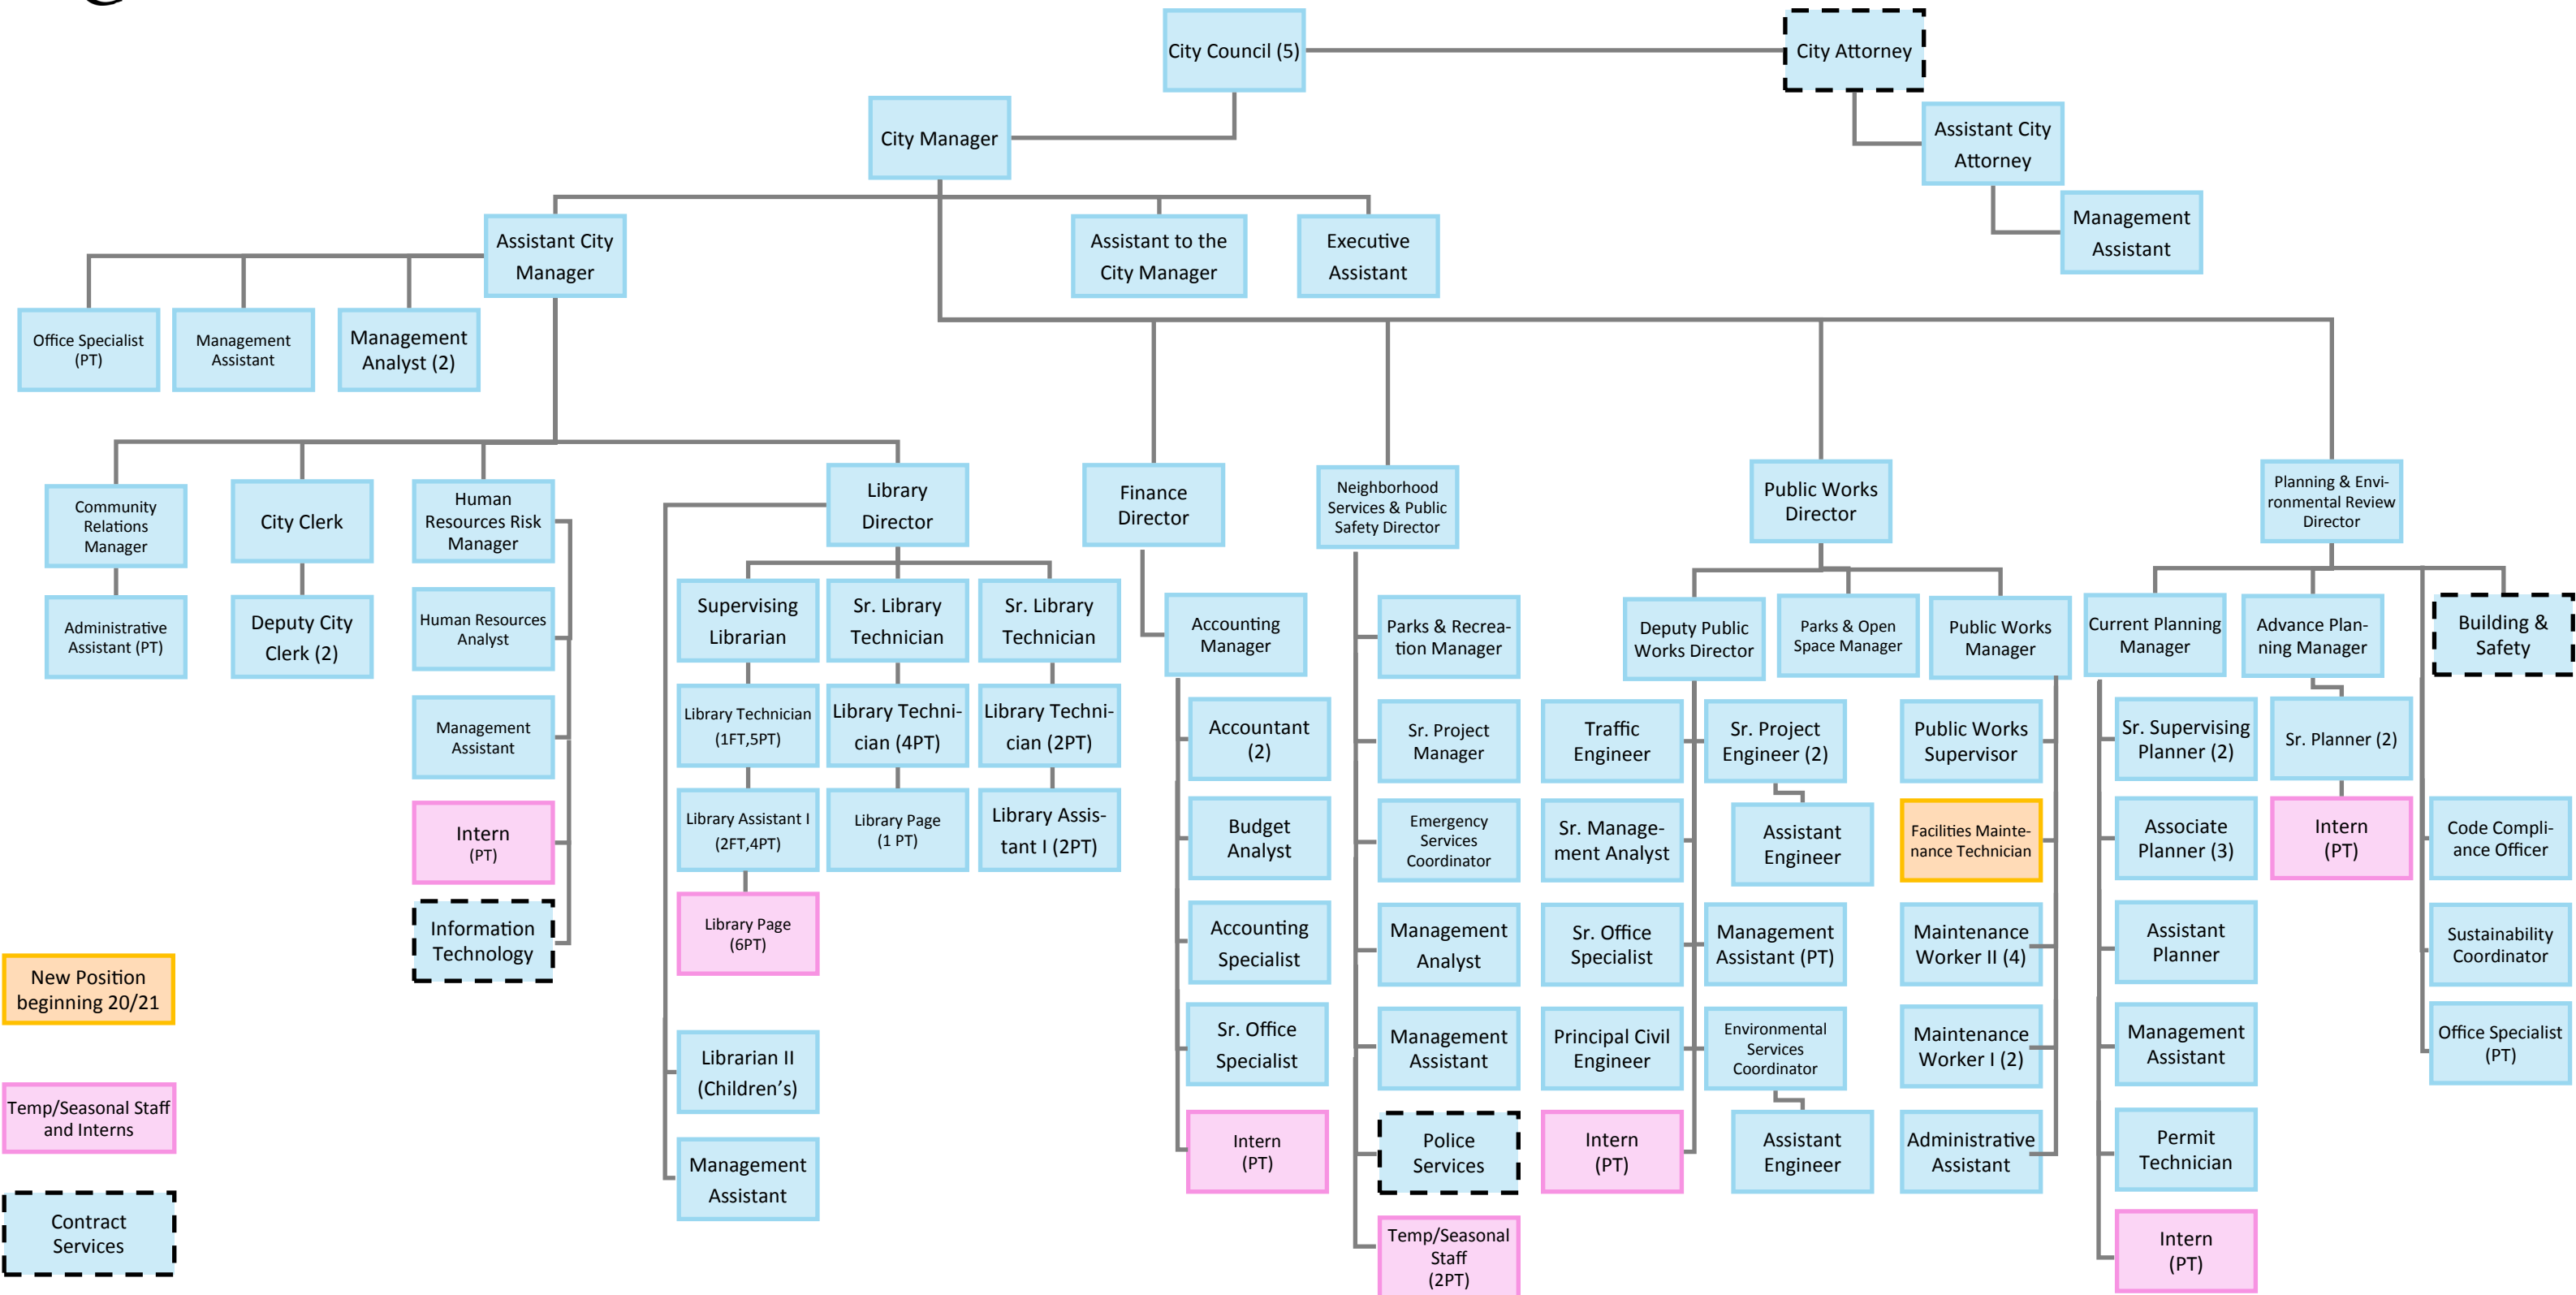 City Council (5)
City Attorney
City Manager
Assistant City
Attorney
Management
Assistant
Assistant City
Manager
Assistant to the
City Manager
Executive
Assistant
Office Specialist
(PT)
Management
Assistant
Management
Analyst (2)
Community
Relations
Manager
City Clerk
Human
Resources Risk
Manager
Library
Director
Finance
Director
Neighborhood
Services & Public
Safety Director
Public Works
Director
Planning & Envi-
ronmental Review
Director
Administrative
Assistant (PT)
Deputy City
Clerk (2)
Human Resources
Analyst
Management
Assistant
Intern
(PT)
Information
Technology
Supervising
Librarian
Sr. Library
Technician
Sr. Library
Technician
Library Technician
(1FT,5PT)
Library Techni-
cian (4PT)
Library Techni-
cian (2PT)
Library Assistant I
(2FT,4PT)
Library Page
(1 PT)
Library Assis-
tant I (2PT)
Library Page
(6PT)
Librarian II
(Children's)
Management
Assistant
Accounting
Manager
Accountant
(2)
Budget
Analyst
Accounting
Specialist
Sr. Office
Specialist
Intern
(PT)
Parks & Recrea-
tion Manager
Sr. Project
Manager
Emergency
Services
Coordinator
Management
Analyst
Management
Assistant
Police
Services
Temp/Seasonal
Staff
(2PT)
Deputy Public
Works Director
Parks & Open
Space Manager
Public Works
Manager
Traffic
Engineer
Sr. Project
Engineer (2)
Sr. Manage-
ment Analyst
Assistant
Engineer
Sr. Office
Specialist
Management
Assistant (PT)
Principal Civil
Engineer
Environmental
Services
Coordinator
Intern
(PT)
Assistant
Engineer
Public Works
Supervisor
Facilities Mainte-
nance Technician
Maintenance
Worker II (4)
Maintenance
Worker I (2)
Administrative
Assistant
Current Planning
Manager
Advance Plan-
ning Manager
Building &
Safety
Sr. Supervising
Planner (2)
Associate
Planner (3)
Assistant
Planner
Management
Assistant
Permit
Technician
Intern
(PT)
Sr. Planner (2)
Intern
(PT)
Code Compli-
ance Officer
Sustainability
Coordinator
Office Specialist
(PT)
New Position
beginning 20/21
Temp/Seasonal Staff
and Interns
Contract
Services